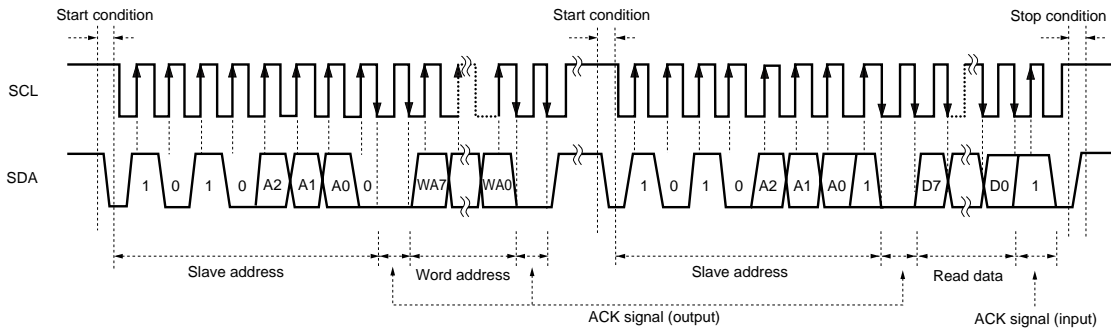 Start condition Start condition Stop condition
SCL
SDA
1 0 1 0 A2 A1 A0 0 WA7 WA0 1 0 1 0 A2 A1 A0 1 D7 D0 1
Slave address Word address Slave address Read data
ACK signal (output) ACK signal (input)